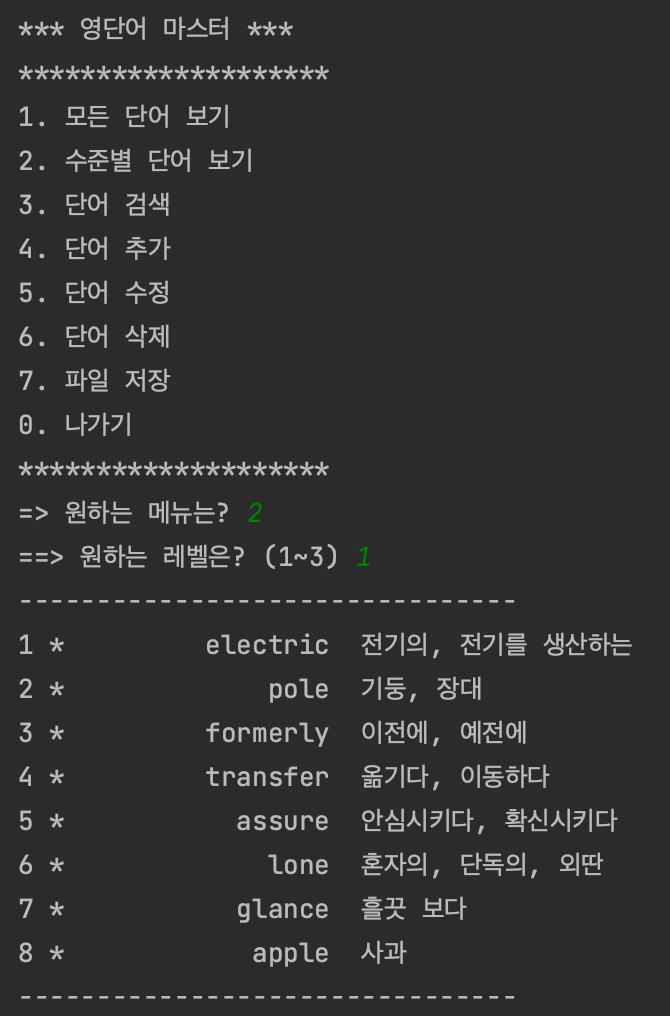 *** 영단어 마스터 ***
********************
1. 모든 단어 보기
2. 수준별 단어 보기
3. 단어 검색
4. 단어 추가
5. 단어 수정
6. 단어 삭제
7. 파일 저장
0. 나가기
********************
=> 원하는 메뉴는? 2
==> 원하는 레벨은? (1~3) 1
--------------------------------
1 *         electric  전기의, 전기를 생산하는
2 *             pole  기둥, 장대
3 *         formerly  이전에, 예전에
4 *         transfer  옮기다, 이동하다
5 *           assure  안심시키다, 확신시키다
6 *             lone  혼자의, 단독의, 외딴
7 *           glance  흘끗 보다
8 *            apple  사과
--------------------------------